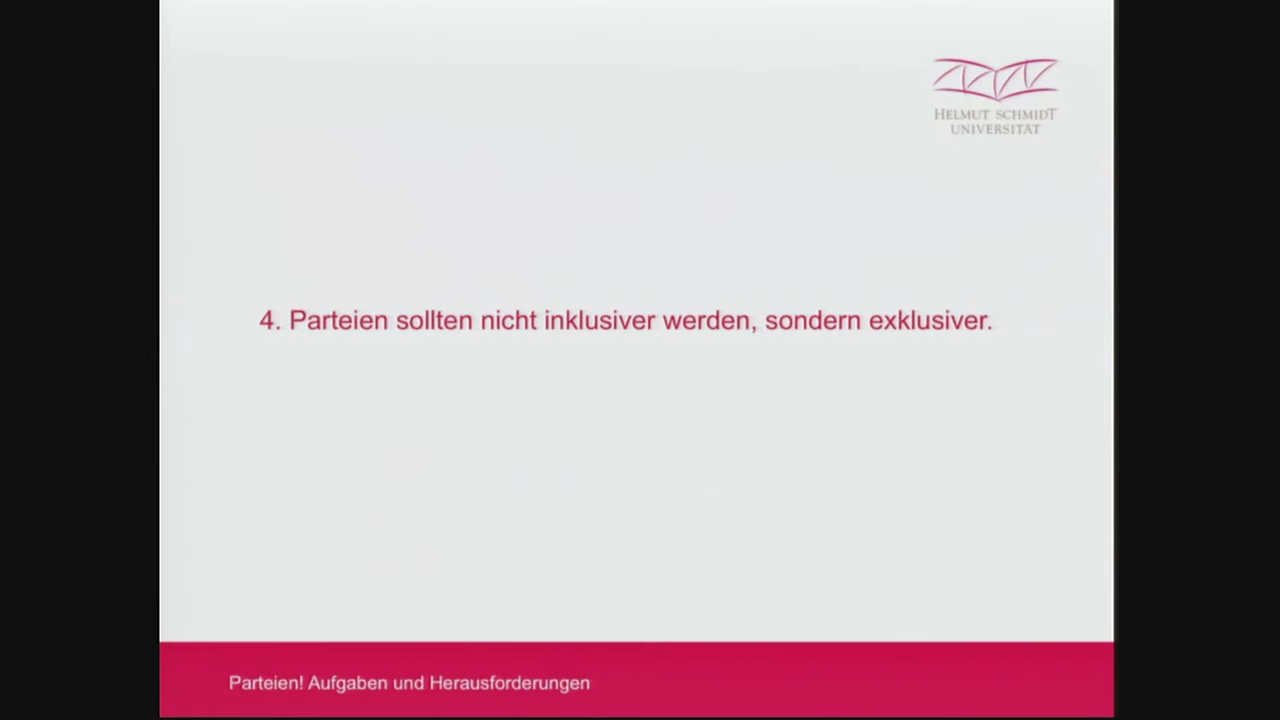 HELMUT SCHMIDT
UNIVERSITÄT
4. Parteien sollten nicht inklusiver werden, sondern exklusiver.
Parteien! Aufgaben und Herausforderungen